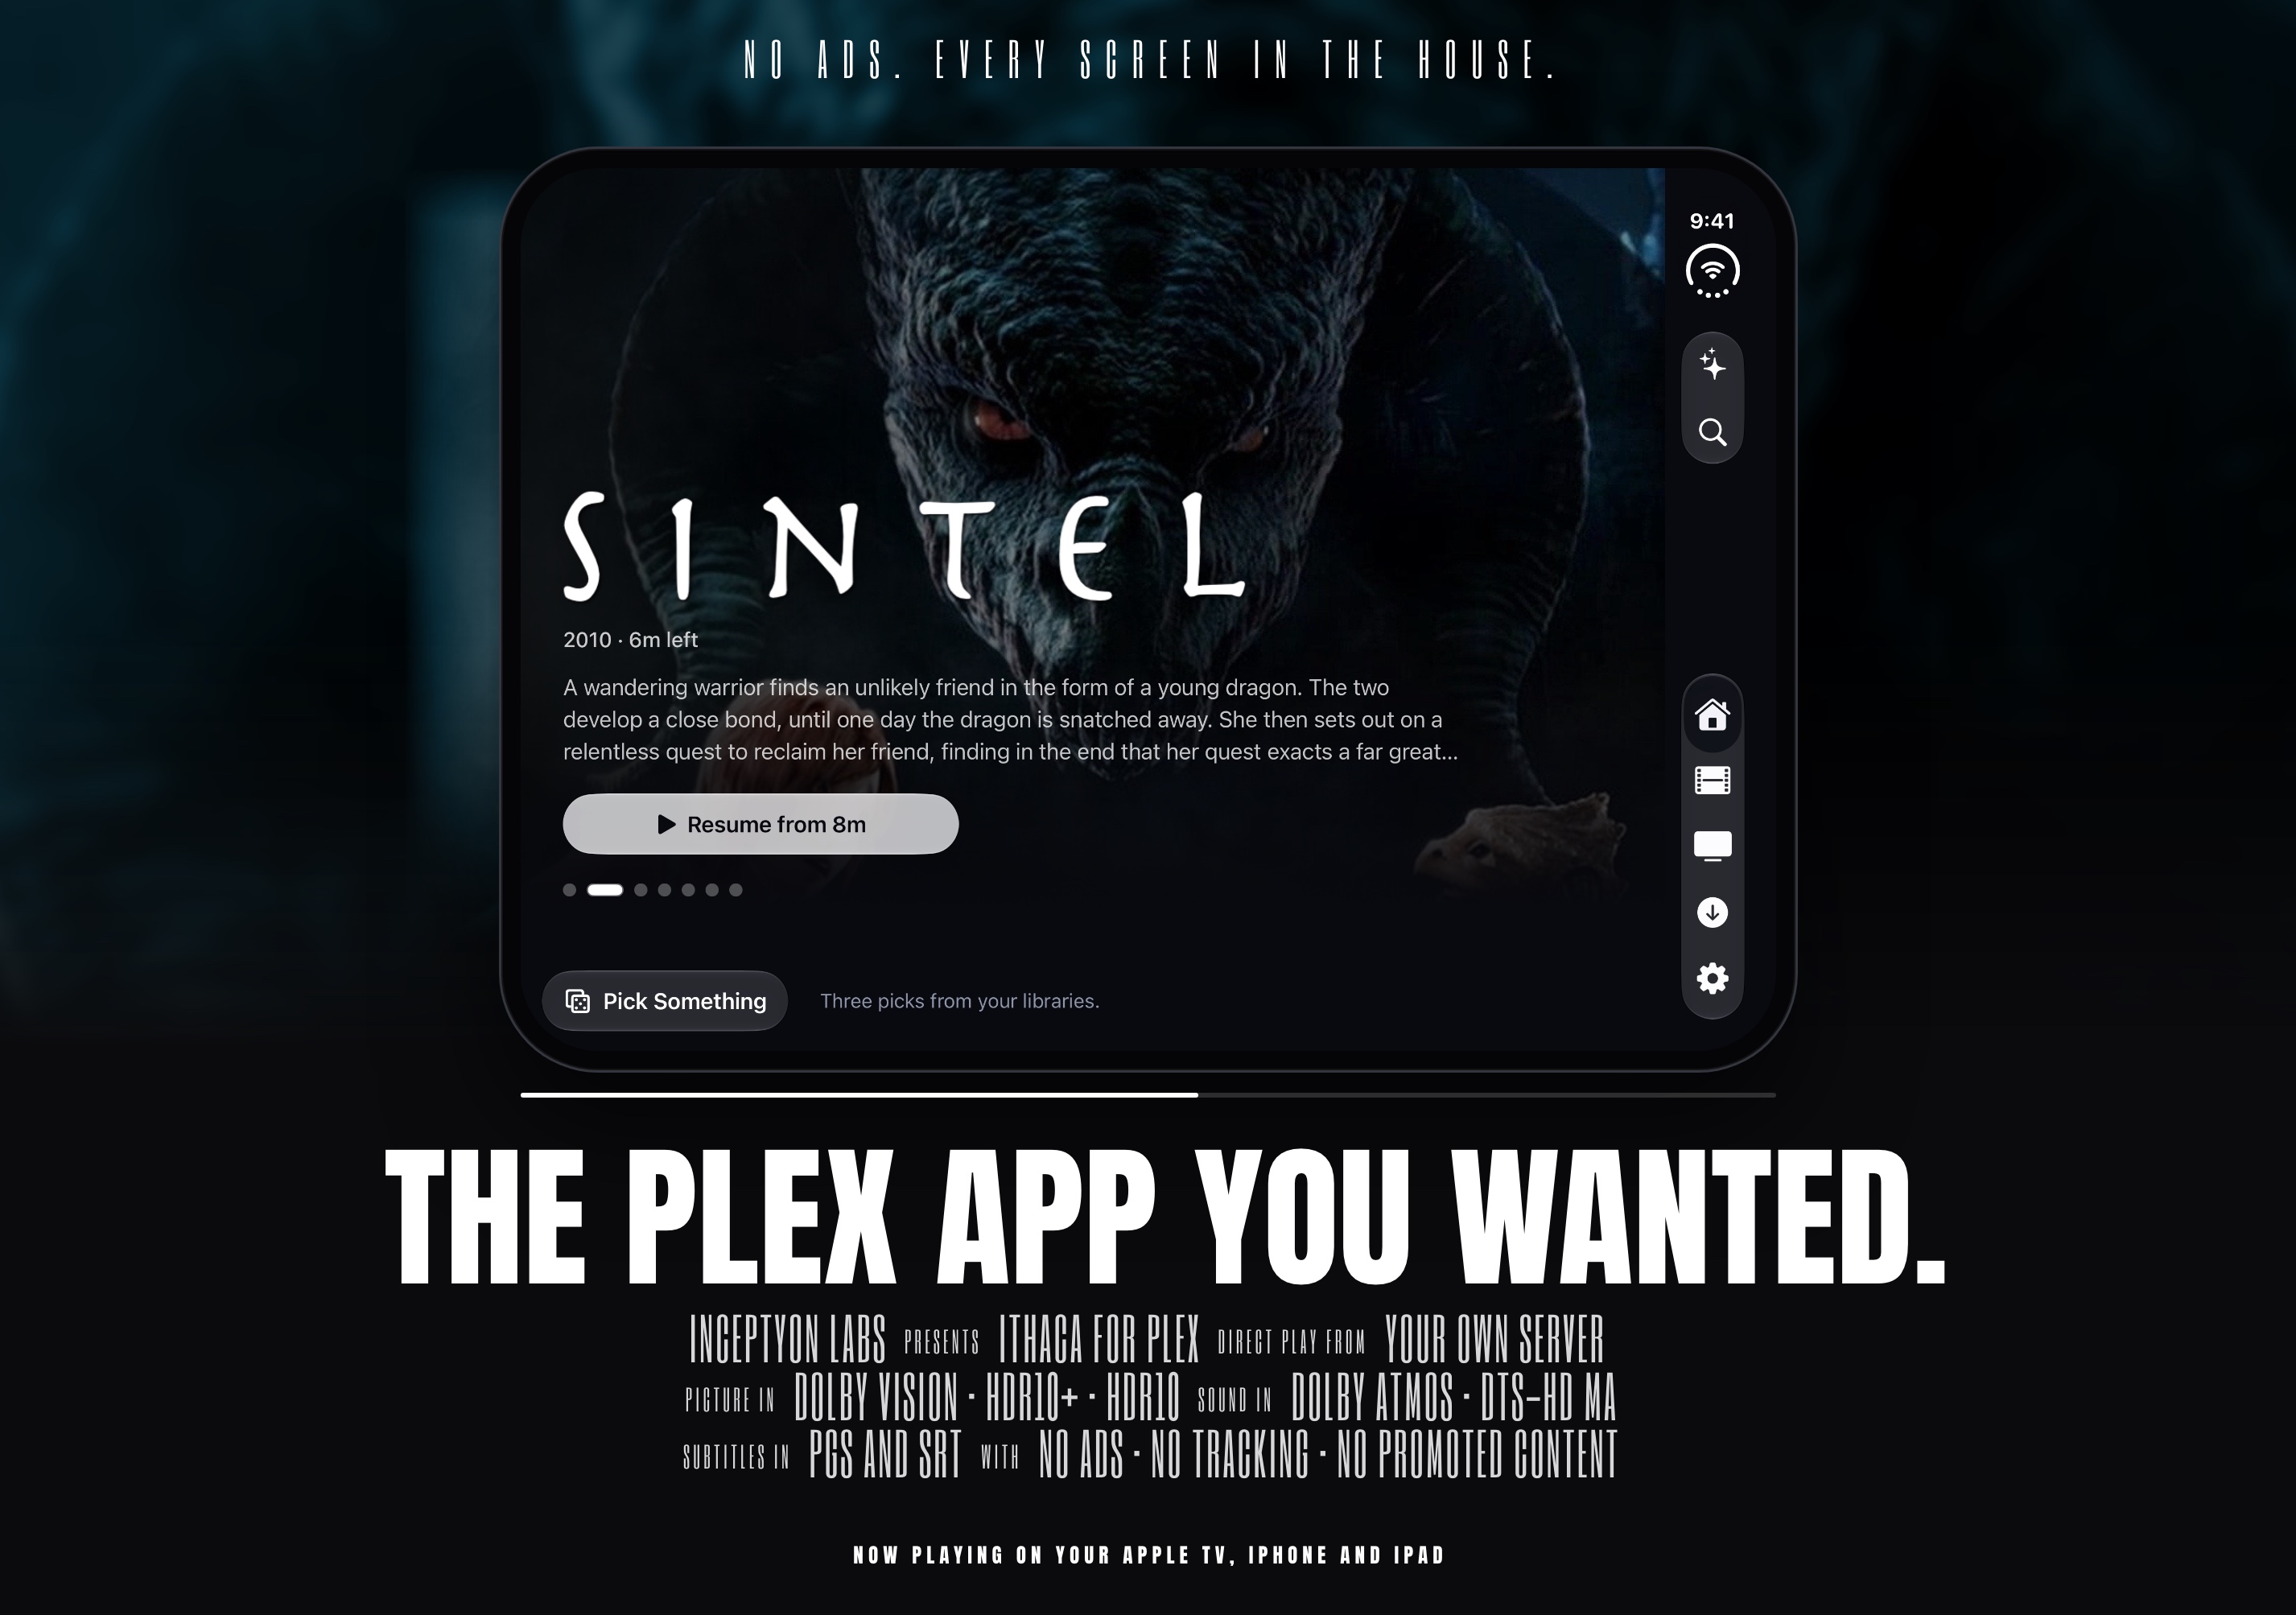 NO ADS. EVERY SCREEN IN THE HOUSE.
9:41
SINTEL
2010 · 6m left
A wandering warrior finds an unlikely friend in the form of a young dragon. The two
develop a close bond, until one day the dragon is snatched away. She then sets out on a
relentless quest to reclaim her friend, finding in the end that her quest exacts a far great...
Resume from 8m
Pick Something
Three picks from your libraries.
THE PLEX APP YOU WANTED.
INCEPTYON LABS PRESENTS ITHACA FOR PLEX DIRECT PLAY FROM YOUR OWN SERVER
PICTURE IN DOLBY VISION · HDR10+ · HDR10 SOUND IN DOLBY ATMOS · DTS-HD MA
SUBTITLES IN PGS AND SRT WITH NO ADS · NO TRACKING · NO PROMOTED CONTENT
NOW PLAYING ON YOUR APPLE TV, IPHONE AND IPAD